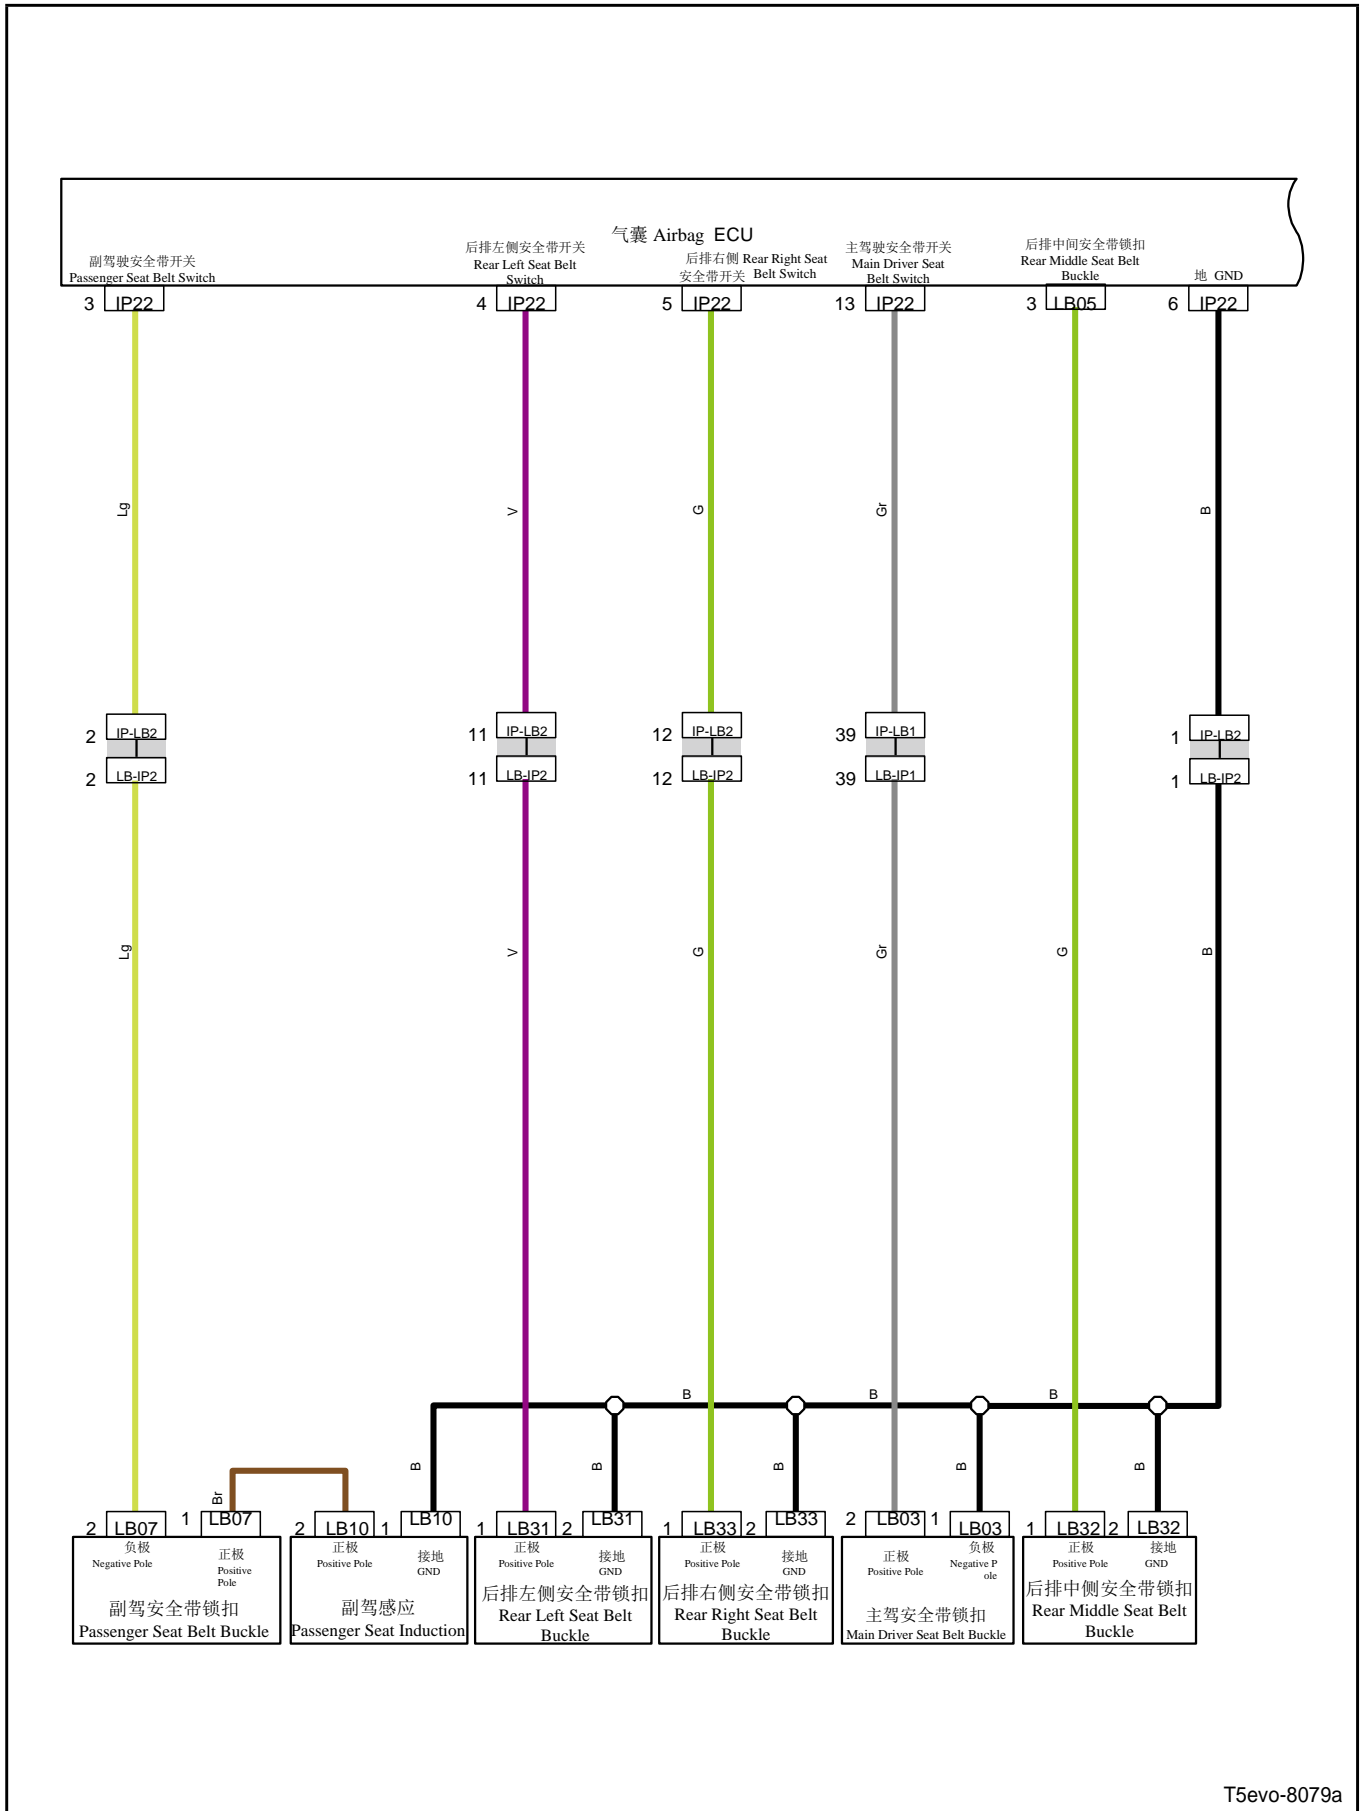 气囊 Airbag ECU
副驾驶安全带开关
Passenger Seat Belt Switch
后排左侧安全带开关
Rear Left Seat Belt
Switch
后排右侧 Rear Right Seat
安全带开关 Belt Switch
主驾驶安全带开关
Main Driver Seat
Belt Switch
后排中间安全带锁扣
Rear Middle Seat Belt
Buckle
地 GND
3 IP22
4 IP22
5 IP22
13 IP22
3 LB05
6 IP22
Lg
V
G
Gr
B
2 IP-LB2
11 IP-LB2
12 IP-LB2
39 IP-LB1
1 IP-LB2
2 LB-IP2
11 LB-IP2
12 LB-IP2
39 LB-IP1
1 LB-IP2
Lg
V
G
Gr
G
B
B
B
B
Br
B
B
B
B
B
2 LB07
1 LB07
2 LB10
1 LB10
1 LB31
2 LB31
1 LB33
2 LB33
2 LB03
1 LB03
1 LB32
2 LB32
负极
Negative Pole
正极
Positive
Pole
副驾安全带锁扣
Passenger Seat Belt Buckle
正极
Positive Pole
接地
GND
副驾感应
Passenger Seat Induction
正极
Positive Pole
接地
GND
后排左侧安全带锁扣
Rear Left Seat Belt
Buckle
正极
Positive Pole
接地
GND
后排右侧安全带锁扣
Rear Right Seat Belt
Buckle
正极
Positive Pole
负极
Negative P
ole
主驾安全带锁扣
Main Driver Seat Belt Buckle
正极
Positive Pole
接地
GND
后排中侧安全带锁扣
Rear Middle Seat Belt
Buckle
T5evo-8079a